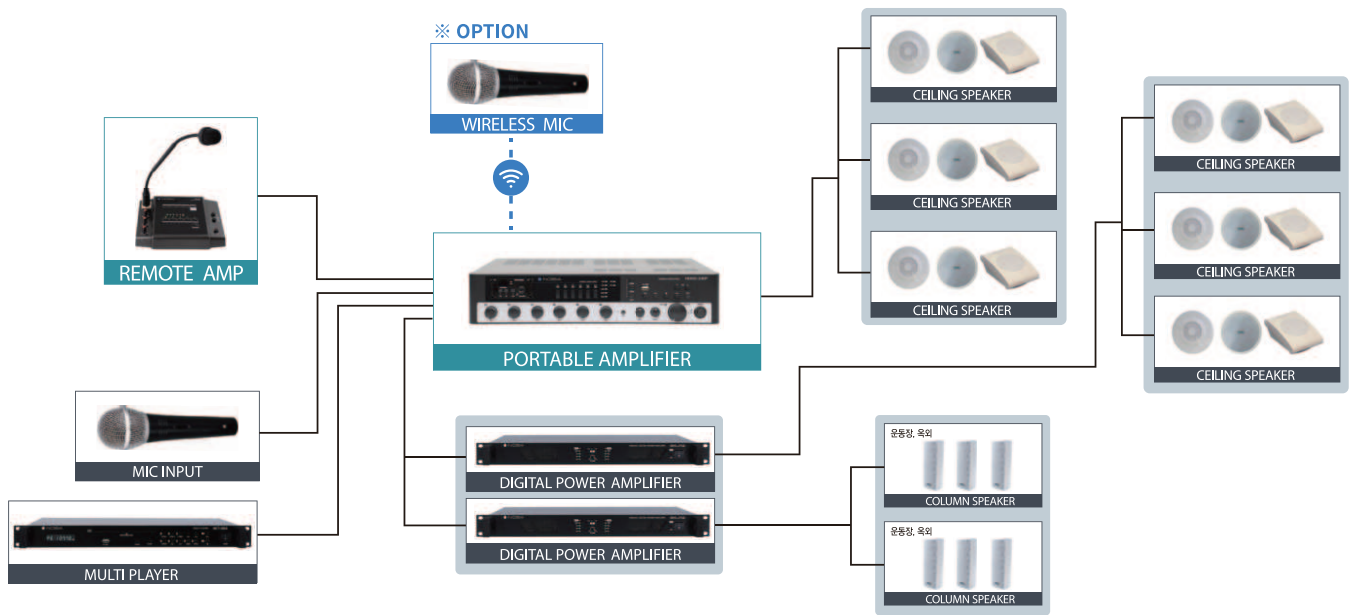 ※ OPTION
WIRELESS MIC
REMOTE AMP
PORTABLE AMPLIFIER
MIC INPUT
MULTI PLAYER
DIGITAL POWER AMPLIFIER
DIGITAL POWER AMPLIFIER
CEILING SPEAKER
CEILING SPEAKER
CEILING SPEAKER
CEILING SPEAKER
CEILING SPEAKER
CEILING SPEAKER
운동장, 옥외
COLUMN SPEAKER
운동장, 옥외
COLUMN SPEAKER